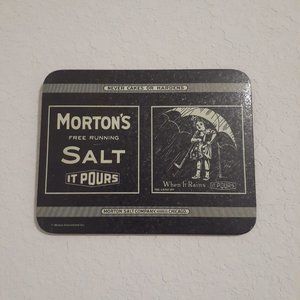 NEVER CAKES OR HARDENS
MORTON'S
FREE RUNNING
SALT
IT POURS
When It Rains
IT POURS
MORTON SALT COMPANY CHICAGO